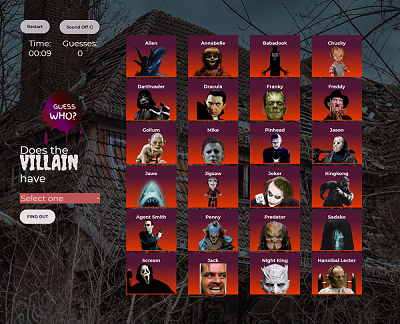 Restart
Sound Off
Time:
00:09
Guesses:
0
GUESS
WHO?
Does the
VILLAIN
have
Select one
FIND OUT
Alien
Annabelle
Babadook
Chucky
Darthvader
Dracula
Franky
Freddy
Gollum
Mike
Pinhead
Jason
Jaws
Jigsaw
Joker
Kingkong
Agent Smith
Penny
Predator
Sadako
Scream
Jack
Night King
Hannibal Lecter